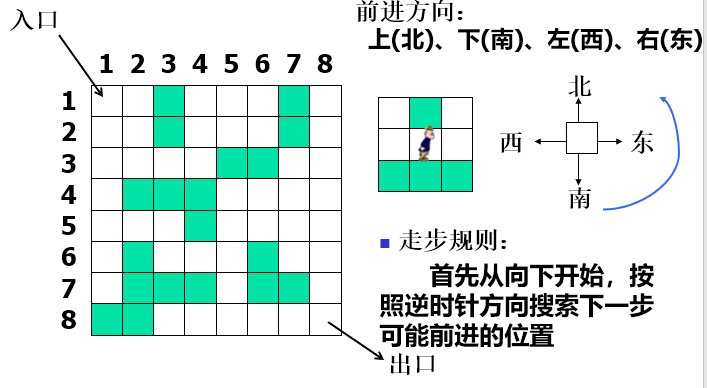 入口
前进方向：
上(北)、下(南)、左(西)、右(东)
1 2 3 4 5 6 7 8
1
2
3
4
5
6
7
8
北
西
东
南
走步规则：
首先从向下开始，按
照逆时针方向搜索下一步
可能前进的位置
出口